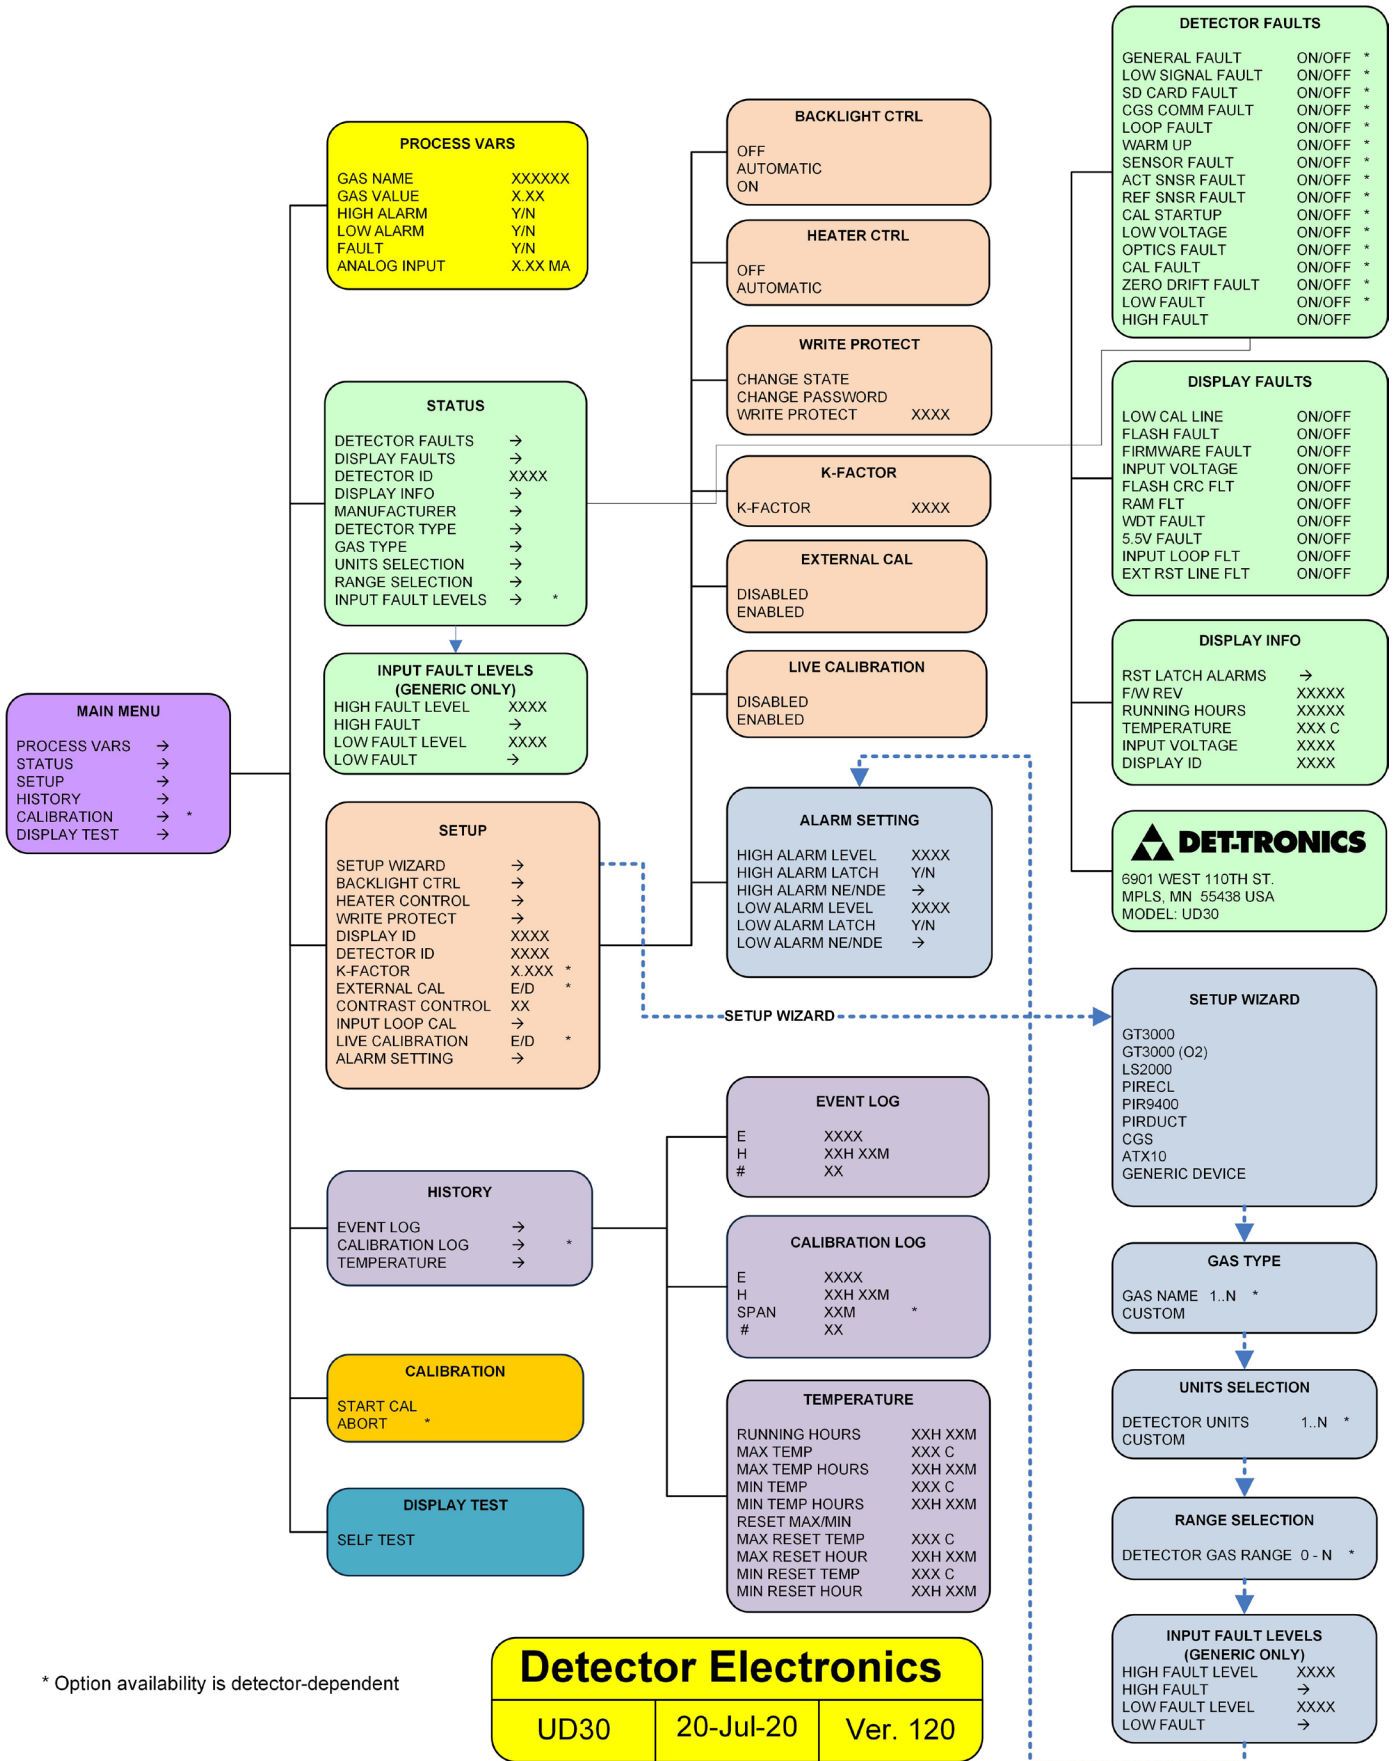 MAIN MENU
PROCESS VARS →
STATUS →
SETUP →
HISTORY →
CALIBRATION → *
DISPLAY TEST →
PROCESS VARS
GAS NAME XXXXXX
GAS VALUE X.XX
HIGH ALARM Y/N
LOW ALARM Y/N
FAULT Y/N
ANALOG INPUT X.XX MA
STATUS
DETECTOR FAULTS →
DISPLAY FAULTS →
DETECTOR ID XXXX
DISPLAY INFO →
MANUFACTURER →
DETECTOR TYPE →
GAS TYPE →
UNITS SELECTION →
RANGE SELECTION →
INPUT FAULT LEVELS → *
INPUT FAULT LEVELS
(GENERIC ONLY)
HIGH FAULT LEVEL XXXX
HIGH FAULT →
LOW FAULT LEVEL XXXX
LOW FAULT →
SETUP
SETUP WIZARD →
BACKLIGHT CTRL →
HEATER CONTROL →
WRITE PROTECT →
DISPLAY ID XXXX
DETECTOR ID XXXX
K-FACTOR X.XXX *
EXTERNAL CAL E/D *
CONTRAST CONTROL XX
INPUT LOOP CAL →
LIVE CALIBRATION E/D *
ALARM SETTING →
HISTORY
EVENT LOG →
CALIBRATION LOG → *
TEMPERATURE →
CALIBRATION
START CAL
ABORT *
DISPLAY TEST
SELF TEST
BACKLIGHT CTRL
OFF
AUTOMATIC
ON
HEATER CTRL
OFF
AUTOMATIC
WRITE PROTECT
CHANGE STATE
CHANGE PASSWORD
WRITE PROTECT XXXX
K-FACTOR
K-FACTOR XXXX
EXTERNAL CAL
DISABLED
ENABLED
LIVE CALIBRATION
DISABLED
ENABLED
ALARM SETTING
HIGH ALARM LEVEL XXXX
HIGH ALARM LATCH Y/N
HIGH ALARM NE/NDE →
LOW ALARM LEVEL XXXX
LOW ALARM LATCH Y/N
LOW ALARM NE/NDE →
SETUP WIZARD
EVENT LOG
E XXXX
H XXH XXM
# XX
CALIBRATION LOG
E XXXX
H XXH XXM
SPAN XXM *
# XX
TEMPERATURE
RUNNING HOURS XXH XXM
MAX TEMP XXX C
MAX TEMP HOURS XXH XXM
MIN TEMP XXX C
MIN TEMP HOURS XXH XXM
RESET MAX/MIN
MAX RESET TEMP XXX C
MAX RESET HOUR XXH XXM
MIN RESET TEMP XXX C
MIN RESET HOUR XXH XXM
DETECTOR FAULTS
GENERAL FAULT ON/OFF *
LOW SIGNAL FAULT ON/OFF *
SD CARD FAULT ON/OFF *
CGS COMM FAULT ON/OFF *
LOOP FAULT ON/OFF *
WARM UP ON/OFF *
SENSOR FAULT ON/OFF *
ACT SNSR FAULT ON/OFF *
REF SNSR FAULT ON/OFF *
CAL STARTUP ON/OFF *
LOW VOLTAGE ON/OFF *
OPTICS FAULT ON/OFF *
CAL FAULT ON/OFF *
ZERO DRIFT FAULT ON/OFF *
LOW FAULT ON/OFF *
HIGH FAULT ON/OFF
DISPLAY FAULTS
LOW CAL LINE ON/OFF
FLASH FAULT ON/OFF
FIRMWARE FAULT ON/OFF
INPUT VOLTAGE ON/OFF
FLASH CRC FLT ON/OFF
RAM FLT ON/OFF
WDT FAULT ON/OFF
5.5V FAULT ON/OFF
INPUT LOOP FLT ON/OFF
EXT RST LINE FLT ON/OFF
DISPLAY INFO
RST LATCH ALARMS →
F/W REV XXXXX
RUNNING HOURS XXXXX
TEMPERATURE XXX C
INPUT VOLTAGE XXXX
DISPLAY ID XXXX
DET-TRONICS
6901 WEST 110TH ST.
MPLS, MN 55438 USA
MODEL: UD30
SETUP WIZARD
GT3000
GT3000 (O2)
LS2000
PIRECL
PIR9400
PIRDUCT
CGS
ATX10
GENERIC DEVICE
GAS TYPE
GAS NAME 1..N *
CUSTOM
UNITS SELECTION
DETECTOR UNITS 1..N *
CUSTOM
RANGE SELECTION
DETECTOR GAS RANGE 0 - N *
INPUT FAULT LEVELS
(GENERIC ONLY)
HIGH FAULT LEVEL XXXX
HIGH FAULT →
LOW FAULT LEVEL XXXX
LOW FAULT →
* Option availability is detector-dependent
Detector Electronics
UD30 20-Jul-20 Ver. 120